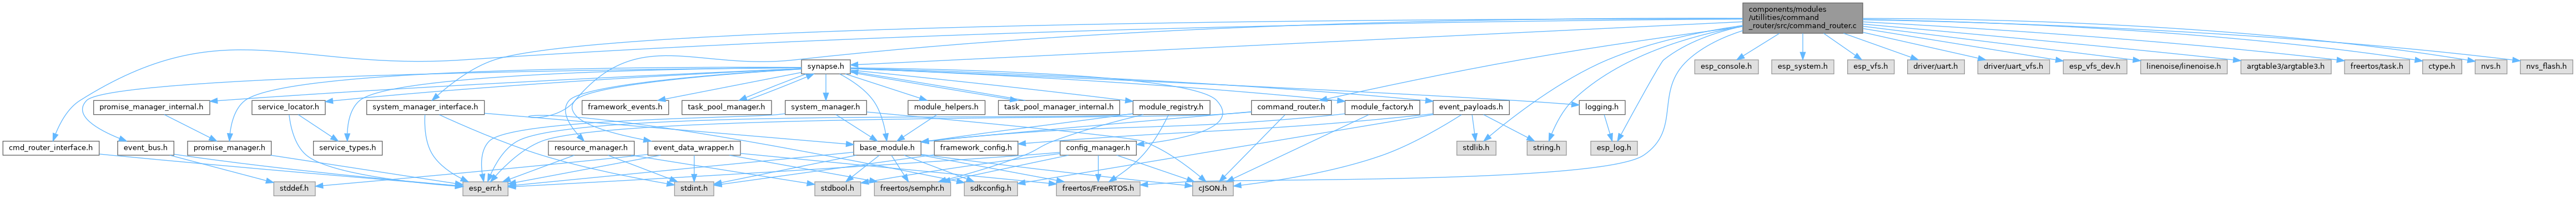 components/modules
/utillities/command
_router/src/command_router.c
synapse.h
esp_console.h
esp_system.h
esp_vfs.h
driver/uart.h
driver/uart_vfs.h
esp_vfs_dev.h
linenoise/linenoise.h
argtable3/argtable3.h
freertos/task.h
ctype.h
nvs.h
nvs_flash.h
promise_manager_internal.h
service_locator.h
system_manager_interface.h
framework_events.h
task_pool_manager.h
system_manager.h
module_helpers.h
task_pool_manager_internal.h
module_registry.h
command_router.h
module_factory.h
event_payloads.h
logging.h
cmd_router_interface.h
event_bus.h
promise_manager.h
service_types.h
resource_manager.h
event_data_wrapper.h
base_module.h
framework_config.h
config_manager.h
stdlib.h
string.h
esp_log.h
stddef.h
esp_err.h
stdint.h
stdbool.h
freertos/semphr.h
sdkconfig.h
freertos/FreeRTOS.h
cJSON.h